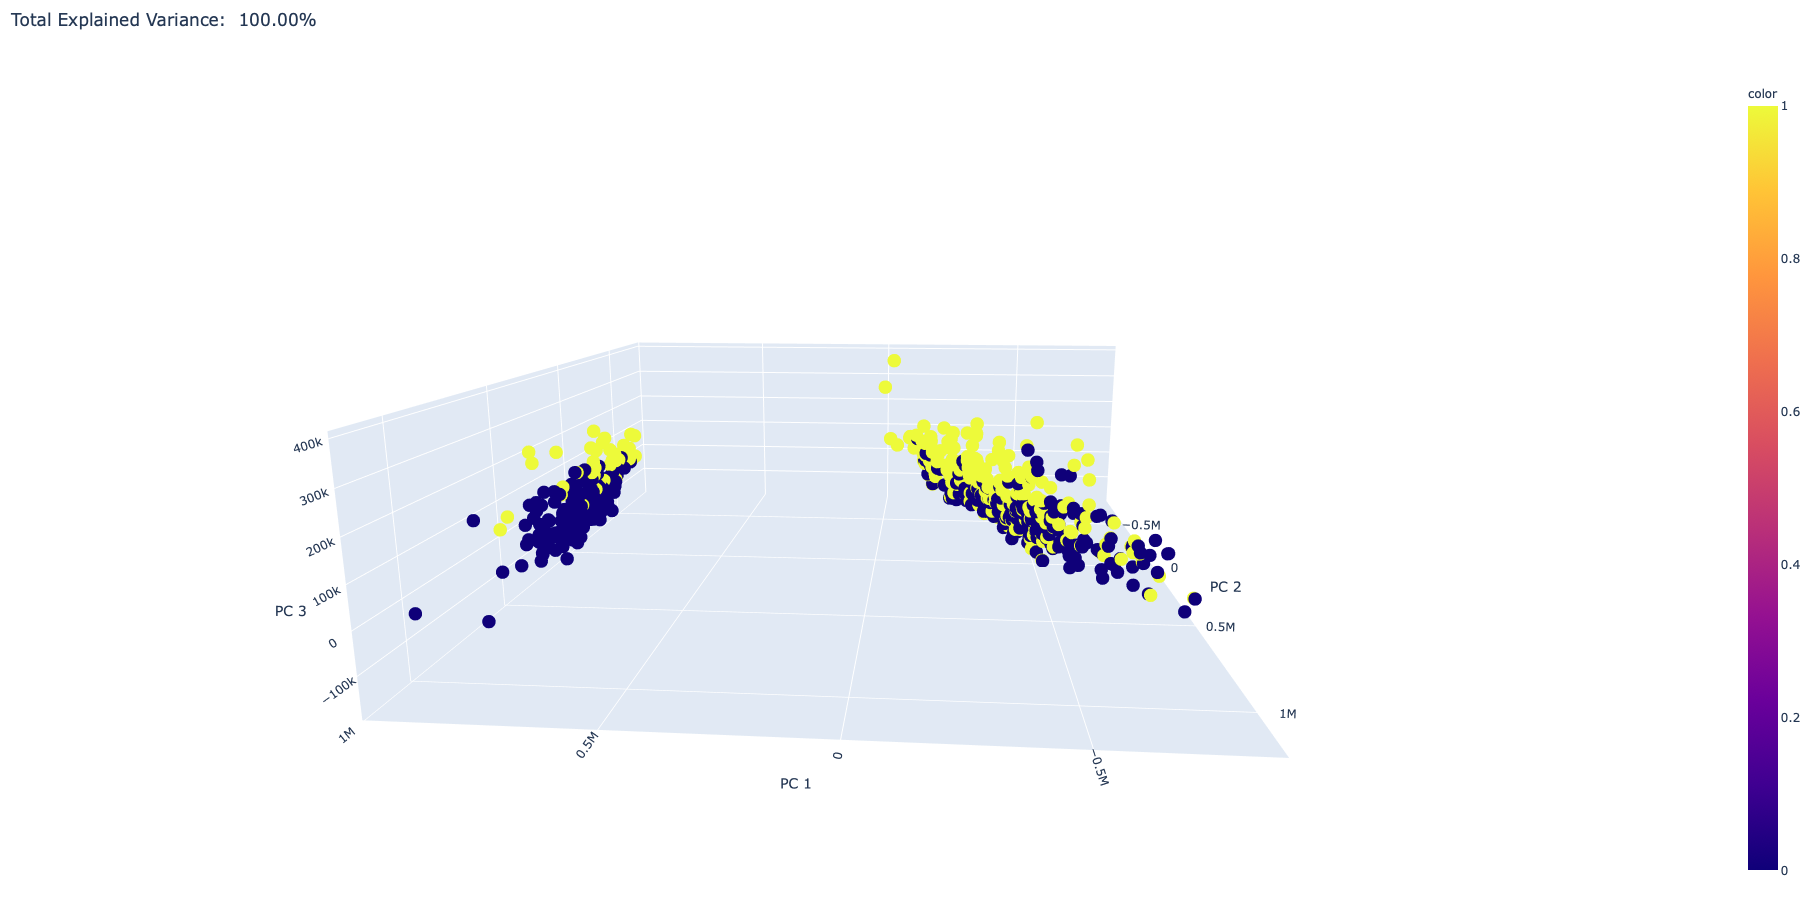 Total Explained Variance:  100.00%
color
1
0.8
0.6
0.4
0.2
0
400k
300k
200k
100k
0
−100k
PC 3
1M
0.5M
0
−0.5M
PC 1
−0.5M
0
0.5M
1M
PC 2